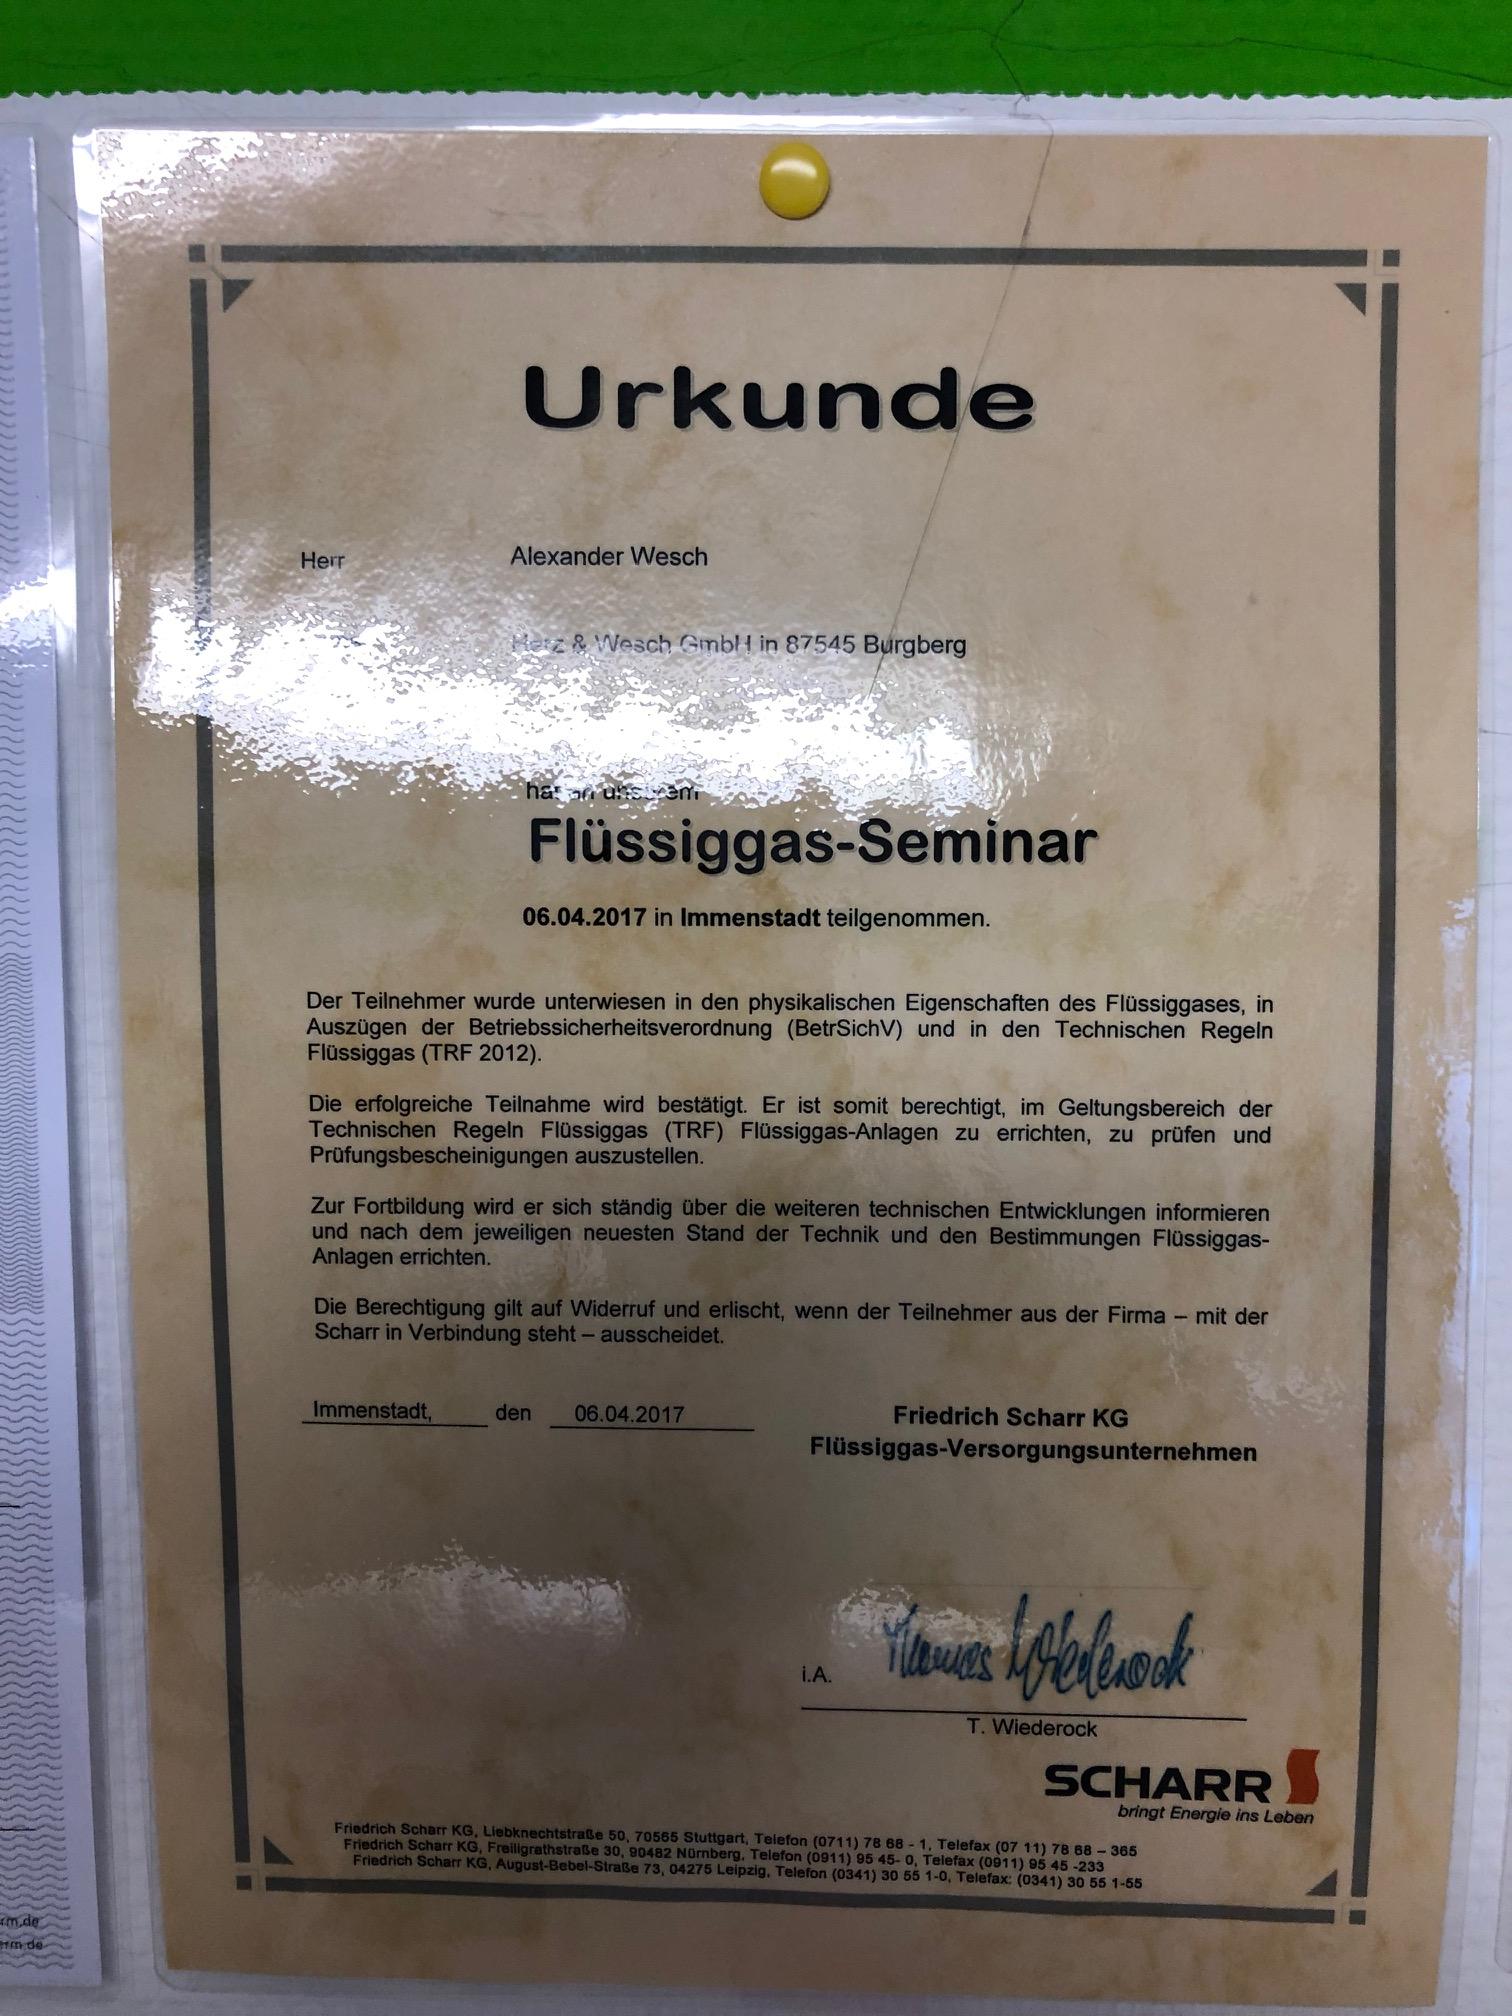 Urkunde
Herr Alexander Wesch
& Wesch GmbH in 87545 Burgberg
hat an unserem
Flüssiggas-Seminar
06.04.2017 in Immenstadt teilgenommen.
Der Teilnehmer wurde unterwiesen in den physikalischen Eigenschaften des Flüssiggases, in
Auszügen der Betriebssicherheitsverordnung (BetrSichV) und in den Technischen Regeln
Flüssiggas (TRF 2012).
Die erfolgreiche Teilnahme wird bestätigt. Er ist somit berechtigt, im Geltungsbereich der
Technischen Regeln Flüssiggas (TRF) Flüssiggas-Anlagen zu errichten, zu prüfen und
Prüfungsbescheinigungen auszustellen.
Zur Fortbildung wird er sich ständig über die weiteren technischen Entwicklungen informieren
und nach dem jeweiligen neuesten Stand der Technik und den Bestimmungen Flüssiggas-
Anlagen errichten.
Die Berechtigung gilt auf Widerruf und erlischt, wenn der Teilnehmer aus der Firma – mit der
Scharr in Verbindung steht – ausscheidet.
Immenstadt, den 06.04.2017
Friedrich Scharr KG
Flüssiggas-Versorgungsunternehmen
i.A. Thomas Wiederock
T. Wiederock
SCHARR
bringt Energie ins Leben
Friedrich Scharr KG, Liebknechtstraße 50, 70565 Stuttgart, Telefon (0711) 78 68 - 1, Telefax (07 11) 78 68 – 365
Friedrich Scharr KG, Freiligrathstraße 30, 90482 Nürnberg, Telefon (0911) 95 45- 0, Telefax (0911) 95 45 -233
Friedrich Scharr KG, August-Bebel-Straße 73, 04275 Leipzig, Telefon (0341) 30 55 1-0, Telefax: (0341) 30 55 1-55